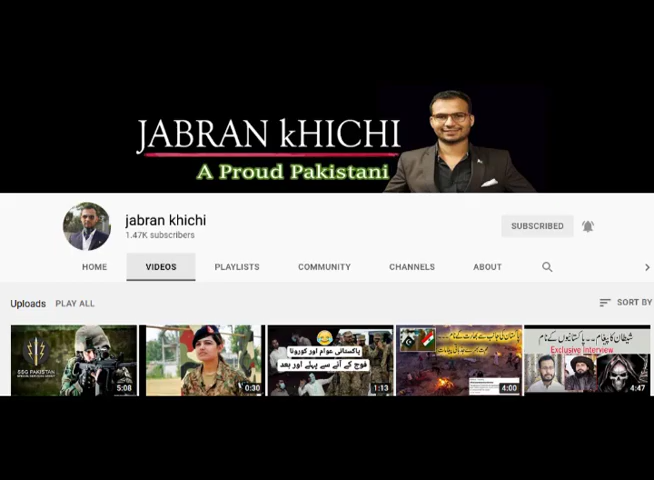 JABRAN kHICHI
A Proud Pakistani
jabran khichi
1.47K subscribers
SUBSCRIBED
HOME
VIDEOS
PLAYLISTS
COMMUNITY
CHANNELS
ABOUT
Uploads
PLAY ALL
SORT BY
SSG PAKISTAN
5:08
0:30
پاکستانی عوام اور کورونا
فوج کے آنے سے پہلے اور بعد
1:13
4:00
شیطان کا پیغام ۔۔۔ پاکستانیوں کے نام
Exclusive Interview
4:47